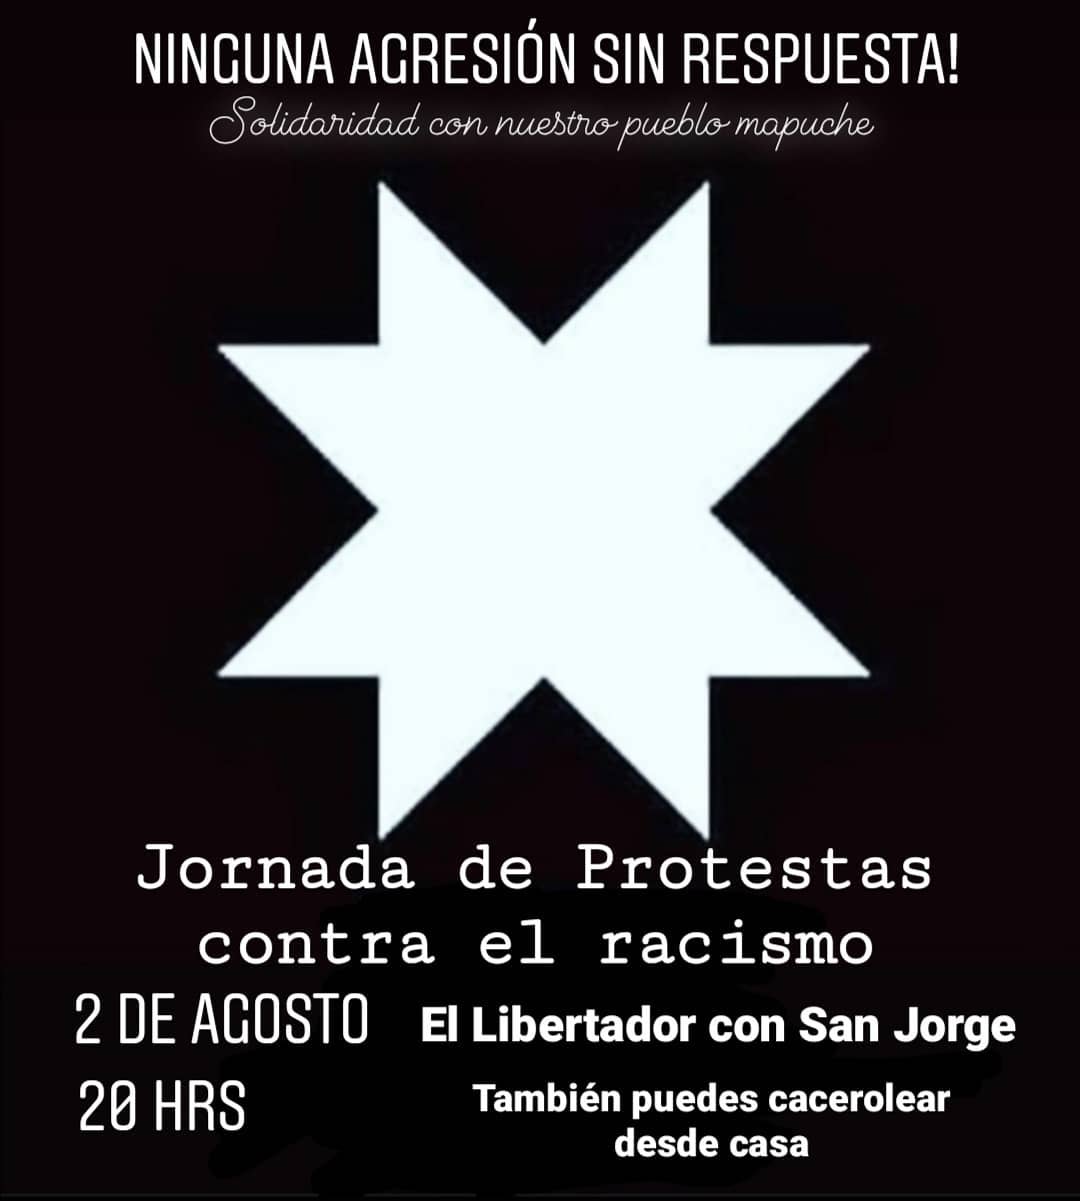 NINGUNA AGRESIÓN SIN RESPUESTA!
Solidaridad con nuestro pueblo mapuche
Jornada de Protestas
contra el racismo
2 DE AGOSTO
El Libertador con San Jorge
20 HRS
También puedes cacerolear
desde casa